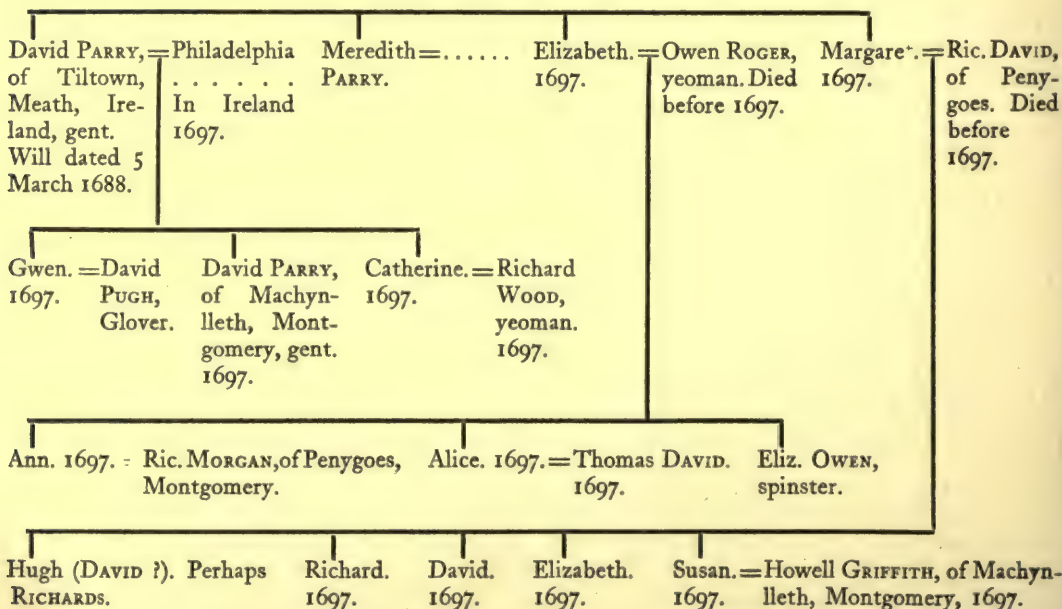 David PARRY, = Philadelphia Meredith = ...... Elizabeth. = Owen ROGER, Margaret. = Ric. DAVID,
of Tiltown, . . . . . . PARRY. 1697. yeoman. Died 1697. of Peny-
Meath, Ire- In Ireland before 1697. goes. Died
land, gent. 1697. before
Will dated 5 1697.
March 1688.
Gwen. = David David PARRY, Catherine. = Richard
1697. PUGH, of Machyn- 1697. WOOD,
Glover. lleth, Mont- yeoman.
gomery, gent. 1697.
1697.
Ann. 1697. = Ric. MORGAN, of Penygoes, Alice. 1697. = Thomas DAVID. Eliz. OWEN,
Montgomery. 1697. spinster.
Hugh (DAVID ?). Perhaps Richard. David. Elizabeth. Susan. = Howell GRIFFITH, of Machyn-
RICHARDS. 1697. 1697. 1697. 1697. lleth, Montgomery, 1697.